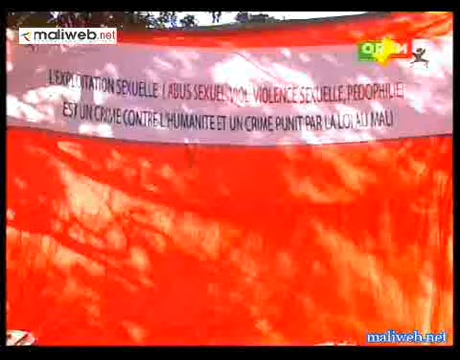 maliweb.net
ORTM
L'EXPLOITATION SEXUELLE ( ABUS SEXUEL, VIOL, VIOLENCE SEXUELLE, PEDOPHILIE)
EST UN CRIME CONTRE L'HUMANITE ET UN CRIME PUNIT PAR LA LOI AU MALI
maliweb.net